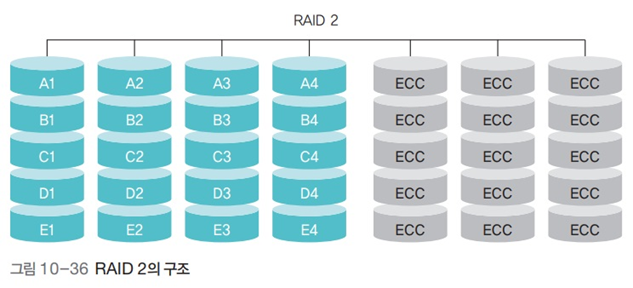 RAID 2
A1 A2 A3 A4 ECC ECC ECC
B1 B2 B3 B4 ECC ECC ECC
C1 C2 C3 C4 ECC ECC ECC
D1 D2 D3 D4 ECC ECC ECC
E1 E2 E3 E4 ECC ECC ECC
그림 10-36 RAID 2의 구조